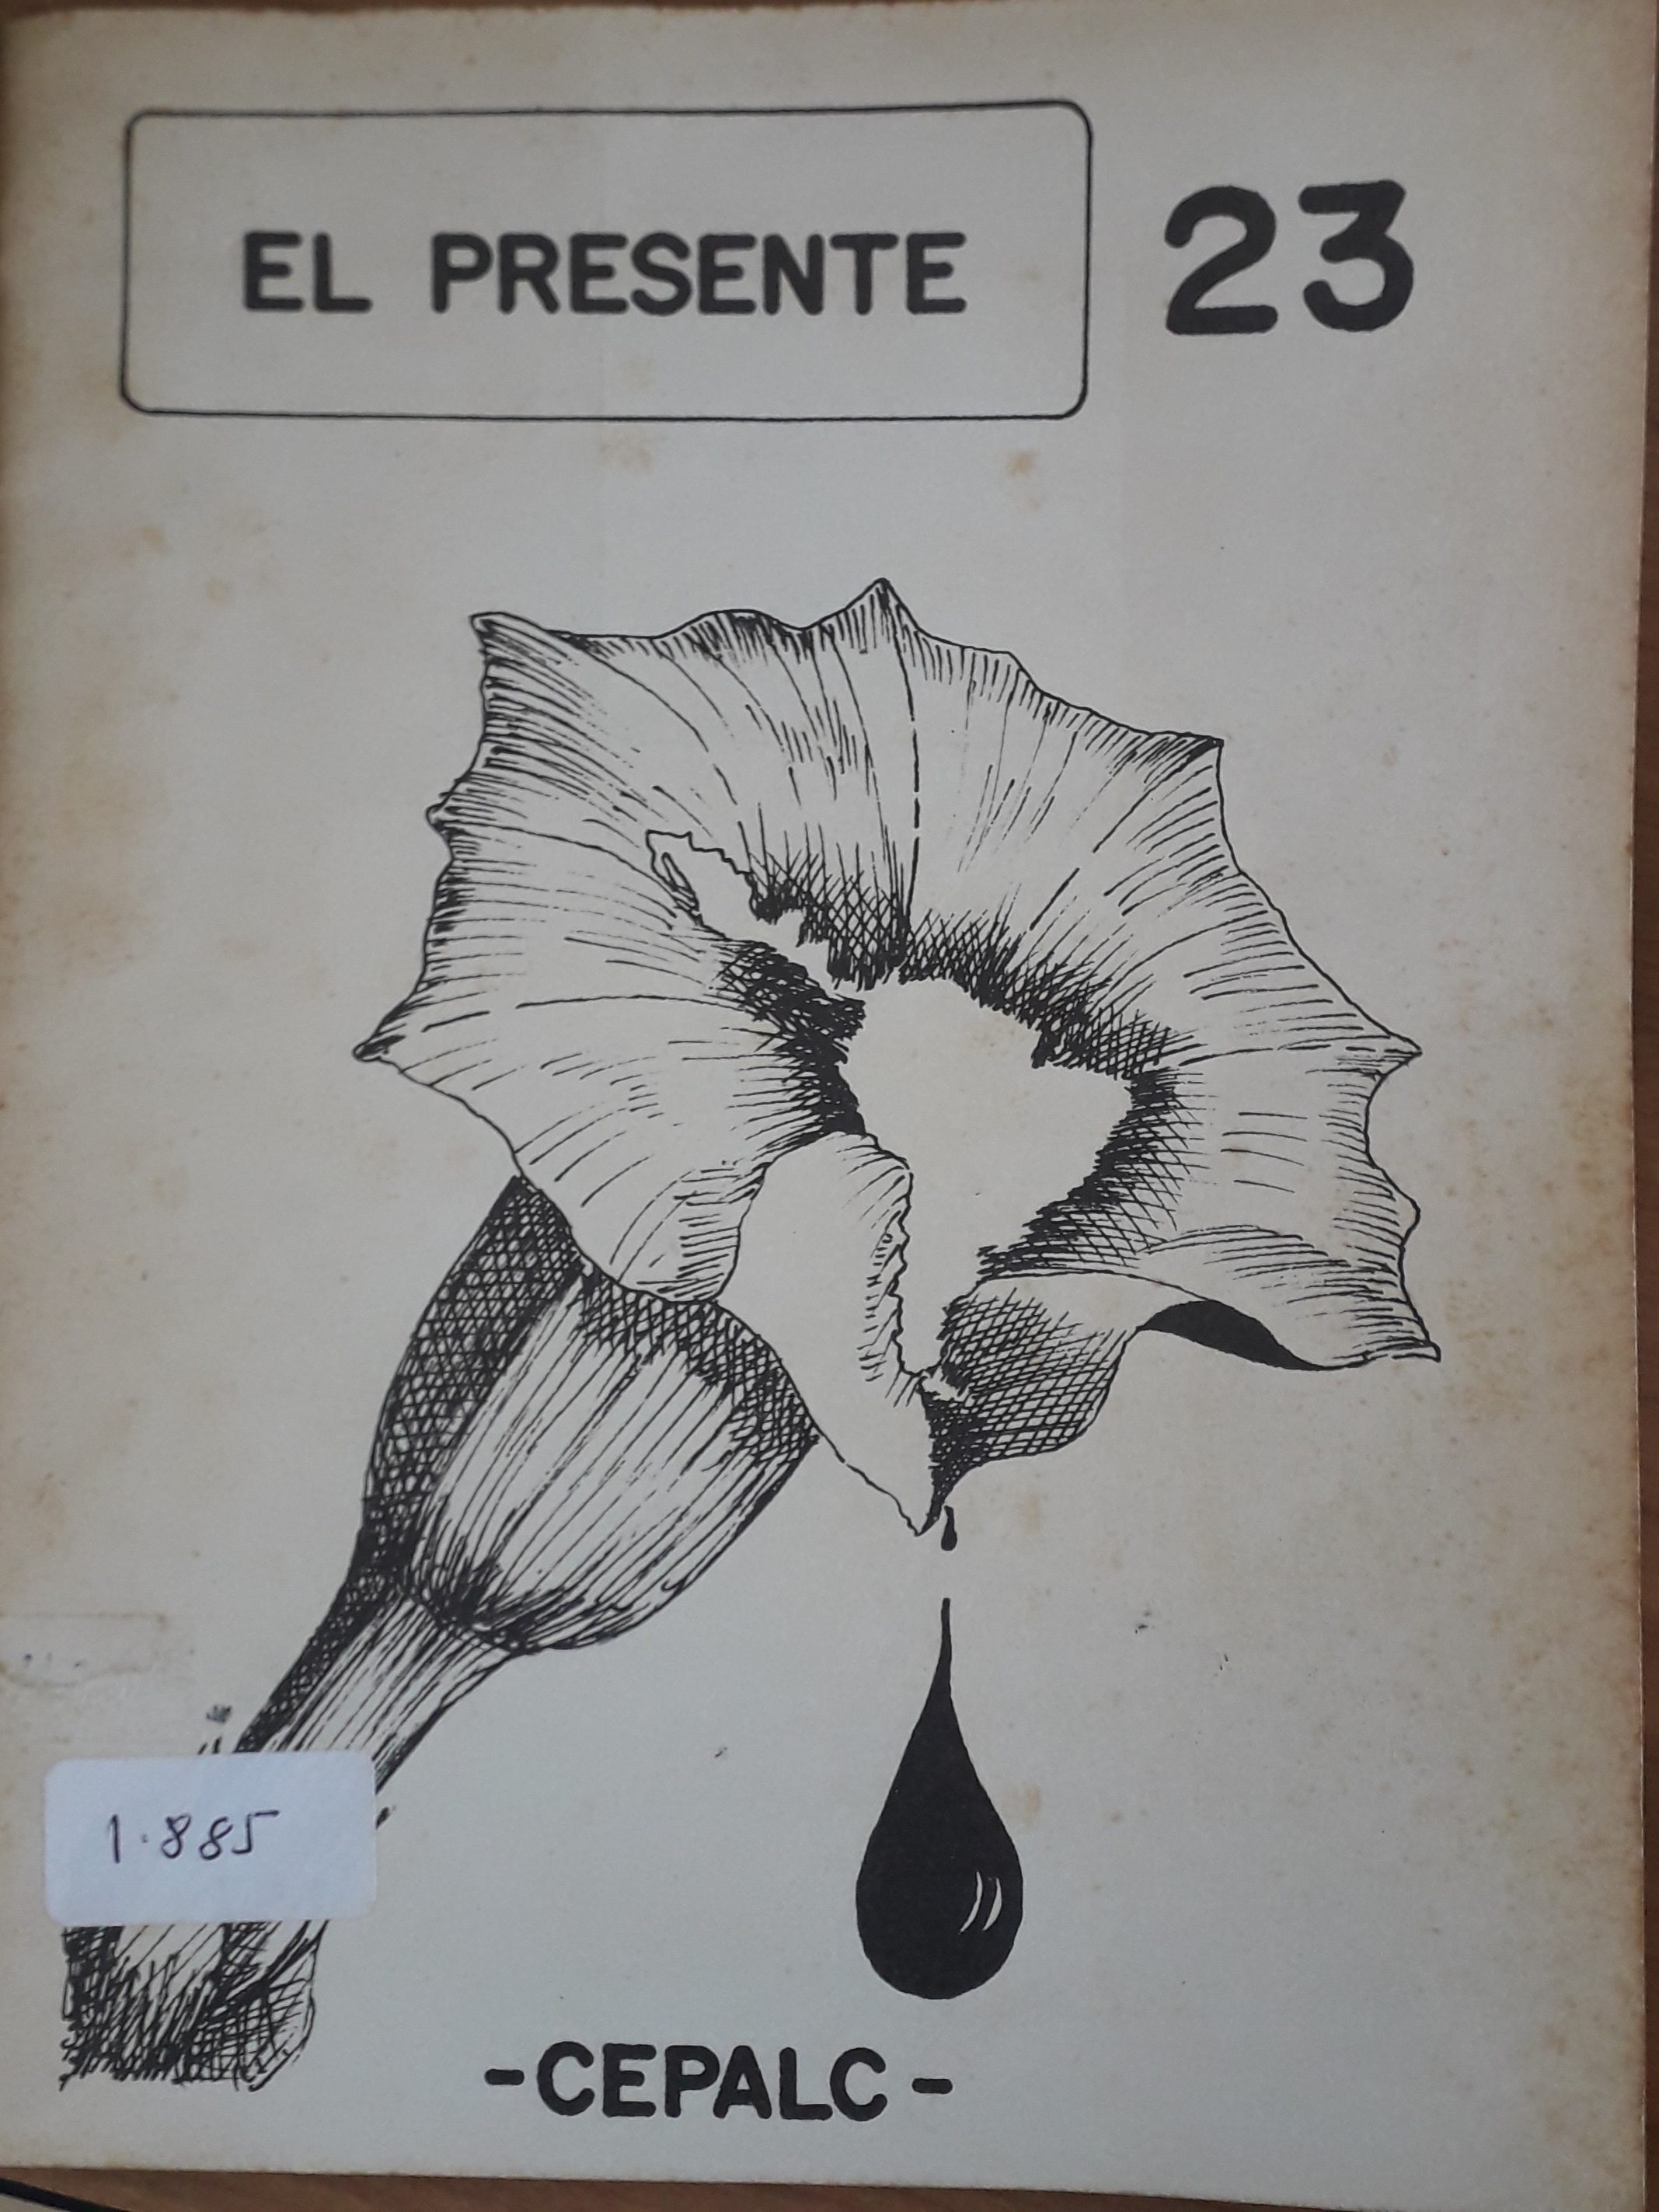 EL PRESENTE
23
1.885
-CEPALC-